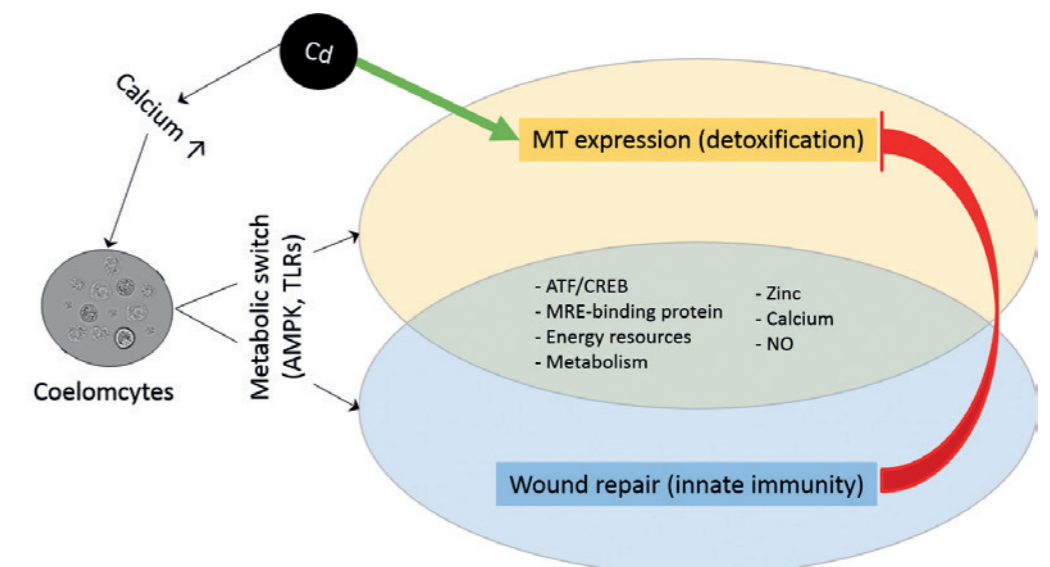 Cd
Calcium ↗
MT expression (detoxification)
Metabolic switch
(AMPK, TLRs)
- ATF/CREB
- MRE-binding protein
- Energy resources
- Metabolism
- Zinc
- Calcium
- NO
Coelomcytes
Wound repair (innate immunity)